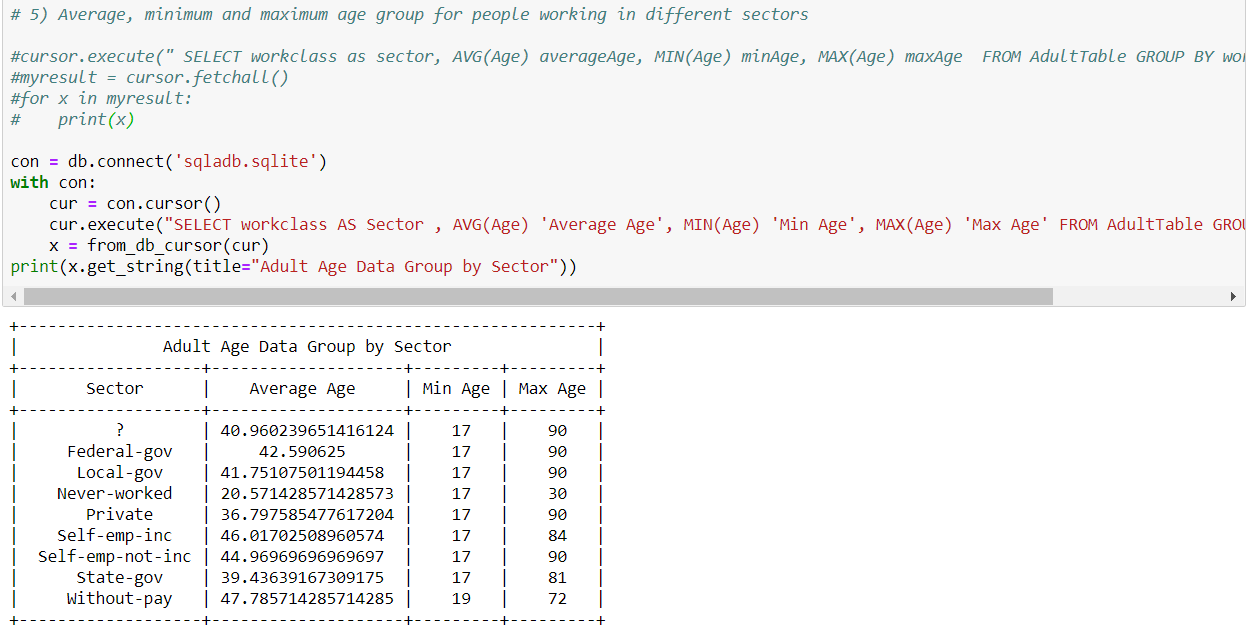 # 5) Average, minimum and maximum age group for people working in different sectors
#cursor.execute(" SELECT workclass as sector, AVG(Age) averageAge, MIN(Age) minAge, MAX(Age) maxAge  FROM AdultTable GROUP BY wor
#myresult = cursor.fetchall()
#for x in myresult:
#    print(x)
con = db.connect('sqladb.sqlite')
with con:
    cur = con.cursor()
    cur.execute("SELECT workclass AS Sector , AVG(Age) 'Average Age', MIN(Age) 'Min Age', MAX(Age) 'Max Age' FROM AdultTable GROU
    x = from_db_cursor(cur)
print(x.get_string(title="Adult Age Data Group by Sector"))
+------------------------------------------------------------+
|               Adult Age Data Group by Sector               |
+-------------------+--------------------+---------+---------+
|       Sector      |    Average Age     | Min Age | Max Age |
+-------------------+--------------------+---------+---------+
|          ?        | 40.960239651416124 |    17   |    90   |
|     Federal-gov   |     42.590625      |    17   |    90   |
|      Local-gov    | 41.75107501194458  |    17   |    90   |
|    Never-worked   | 20.571428571428573 |    17   |    30   |
|       Private     | 36.797585477617204 |    17   |    90   |
|    Self-emp-inc   | 46.01702508960574  |    17   |    84   |
|  Self-emp-not-inc | 44.96969696969697  |    17   |    90   |
|      State-gov    | 39.43639167309175  |    17   |    81   |
|     Without-pay   | 47.785714285714285 |    19   |    72   |
+-------------------+--------------------+---------+---------+